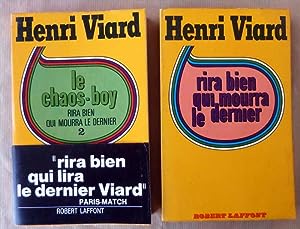 Henri Viard
le
chaos-boy
RIRA BIEN
QUI MOURRA LE DERNIER
2
"rira bien
qui lira
le dernier Viard"
PARIS-MATCH
ROBERT LAFFONT
Henri Viard
rira bien
qui mourra
le dernier
ROBERT LAFFONT